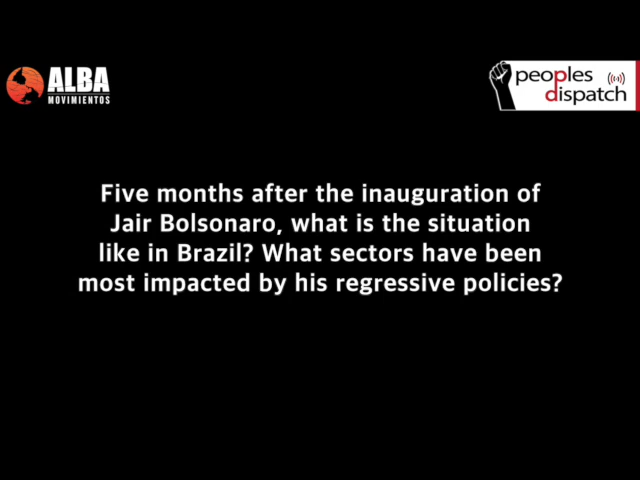 ALBA
MOVIMIENTOS
peoples
dispatch
Five months after the inauguration of
Jair Bolsonaro, what is the situation
like in Brazil? What sectors have been
most impacted by his regressive policies?